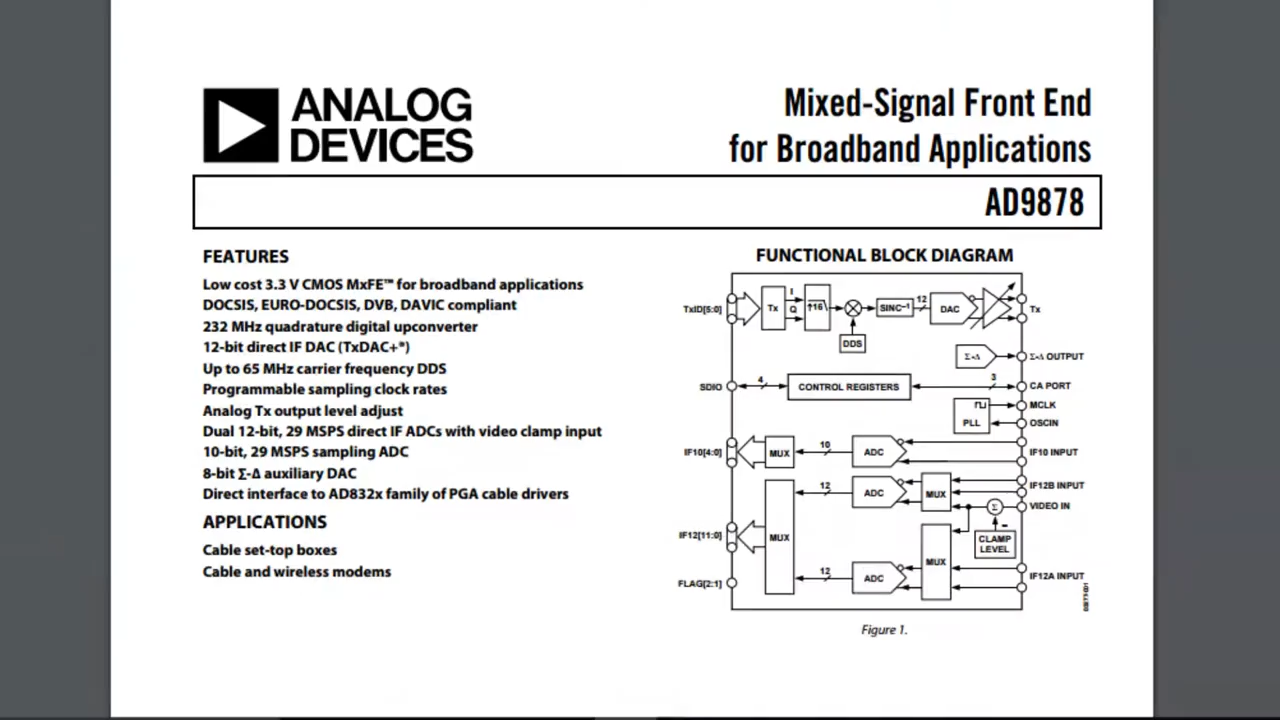 ANALOG
DEVICES
Mixed-Signal Front End
for Broadband Applications
AD9878
FEATURES
Low cost 3.3 V CMOS MxFE™ for broadband applications
DOCSIS, EURO-DOCSIS, DVB, DAVIC compliant
232 MHz quadrature digital upconverter
12-bit direct IF DAC (TxDAC+®)
Up to 65 MHz carrier frequency DDS
Programmable sampling clock rates
Analog Tx output level adjust
Dual 12-bit, 29 MSPS direct IF ADCs with video clamp input
10-bit, 29 MSPS sampling ADC
8-bit Σ-Δ auxiliary DAC
Direct interface to AD832x family of PGA cable drivers
APPLICATIONS
Cable set-top boxes
Cable and wireless modems
FUNCTIONAL BLOCK DIAGRAM
TxID[5:0]
Tx
I
Q
↑16
DDS
SINC–1
12
DAC
Tx
Σ-Δ
Σ-Δ OUTPUT
SDIO
4
CONTROL REGISTERS
3
CA PORT
PLL
MCLK
OSCIN
IF10[4:0]
MUX
10
ADC
IF10 INPUT
12
ADC
MUX
IF12B INPUT
VIDEO IN
Σ
–
CLAMP
LEVEL
IF12[11:0]
MUX
MUX
12
ADC
IF12A INPUT
FLAG[2:1]
Figure 1.